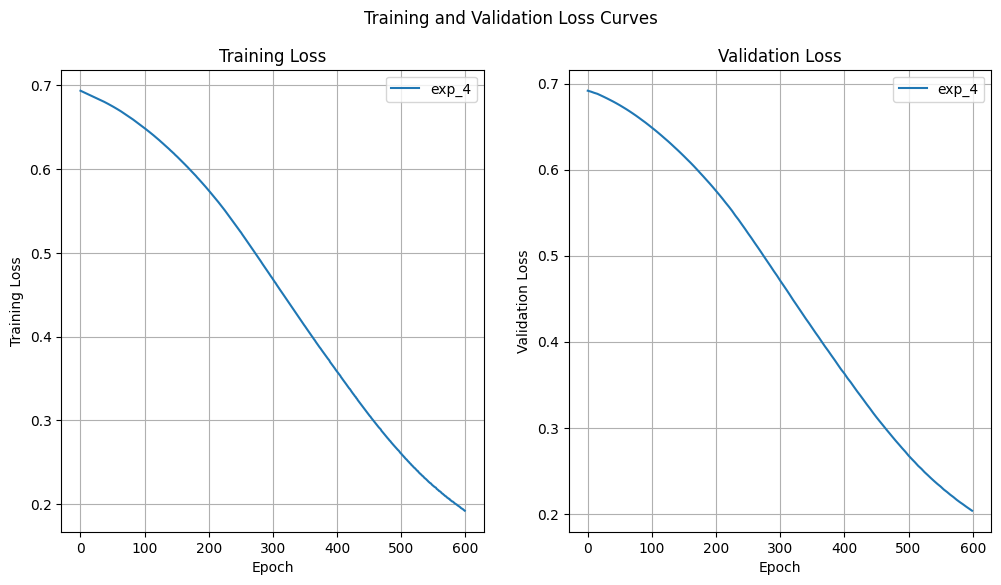 Training and Validation Loss Curves
Training Loss
exp_4
Training Loss
0.7
0.6
0.5
0.4
0.3
0.2
0 100 200 300 400 500 600
Epoch
Validation Loss
exp_4
Validation Loss
0.7
0.6
0.5
0.4
0.3
0.2
0 100 200 300 400 500 600
Epoch